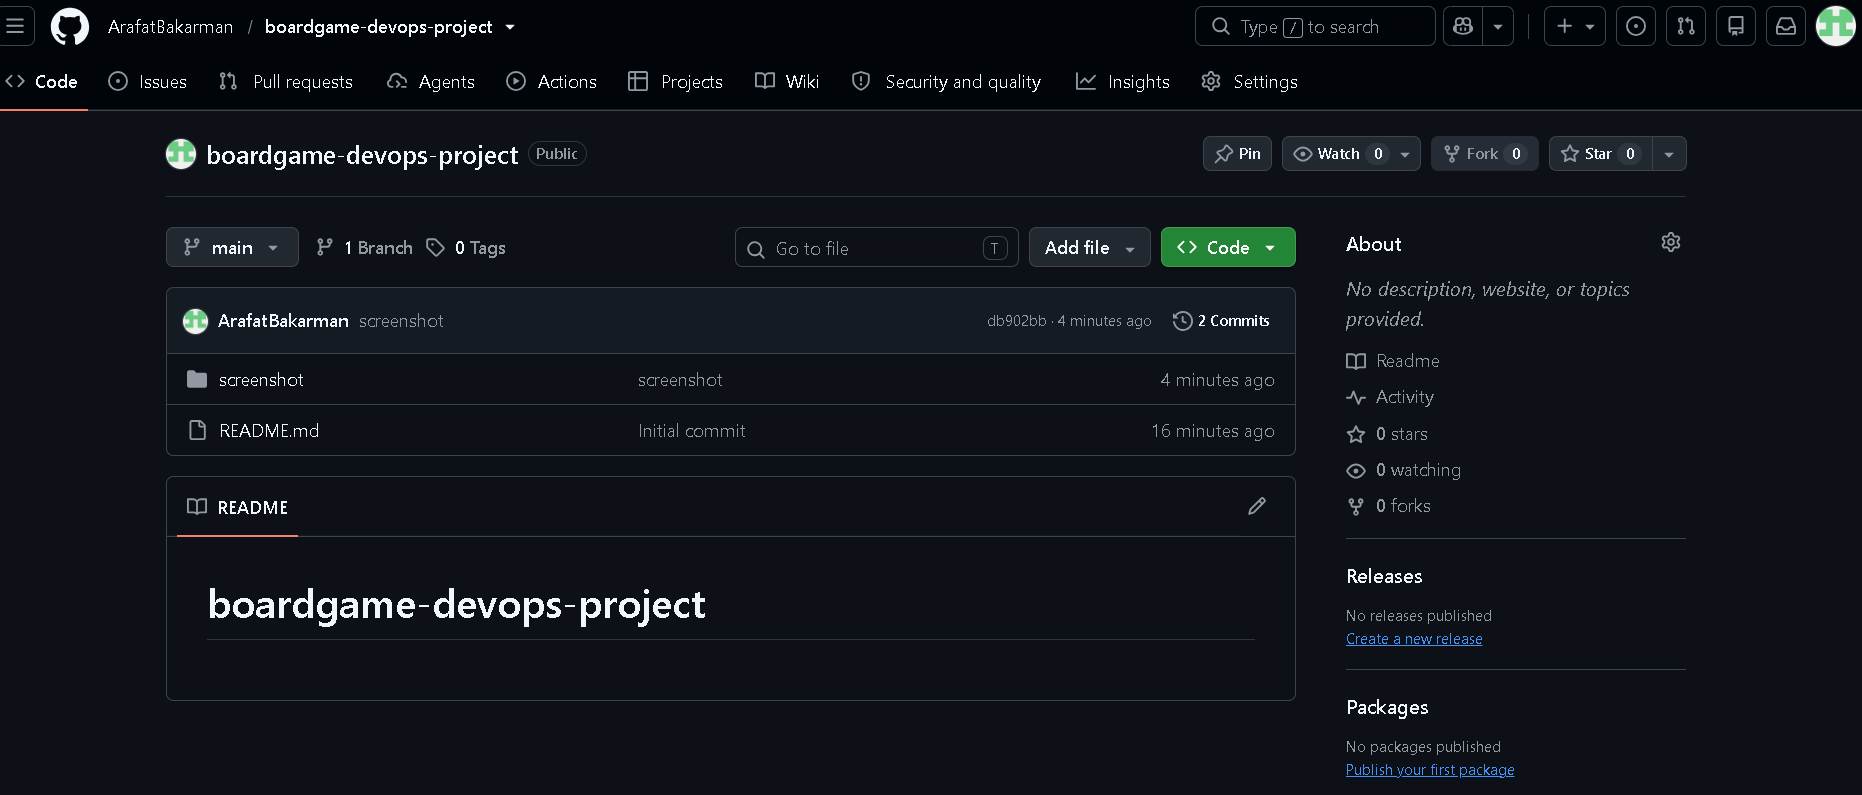 ArafatBakarman / boardgame-devops-project
Type / to search
Code Issues Pull requests Agents Actions Projects Wiki Security and quality Insights Settings
boardgame-devops-project Public
Pin Watch 0 Fork 0 Star 0
main 1 Branch 0 Tags Go to file T Add file Code
ArafatBakarman screenshot db902bb · 4 minutes ago 2 Commits
screenshot screenshot 4 minutes ago
README.md Initial commit 16 minutes ago
README
boardgame-devops-project
About
No description, website, or topics
provided.
Readme
Activity
0 stars
0 watching
0 forks
Releases
No releases published
Create a new release
Packages
No packages published
Publish your first package